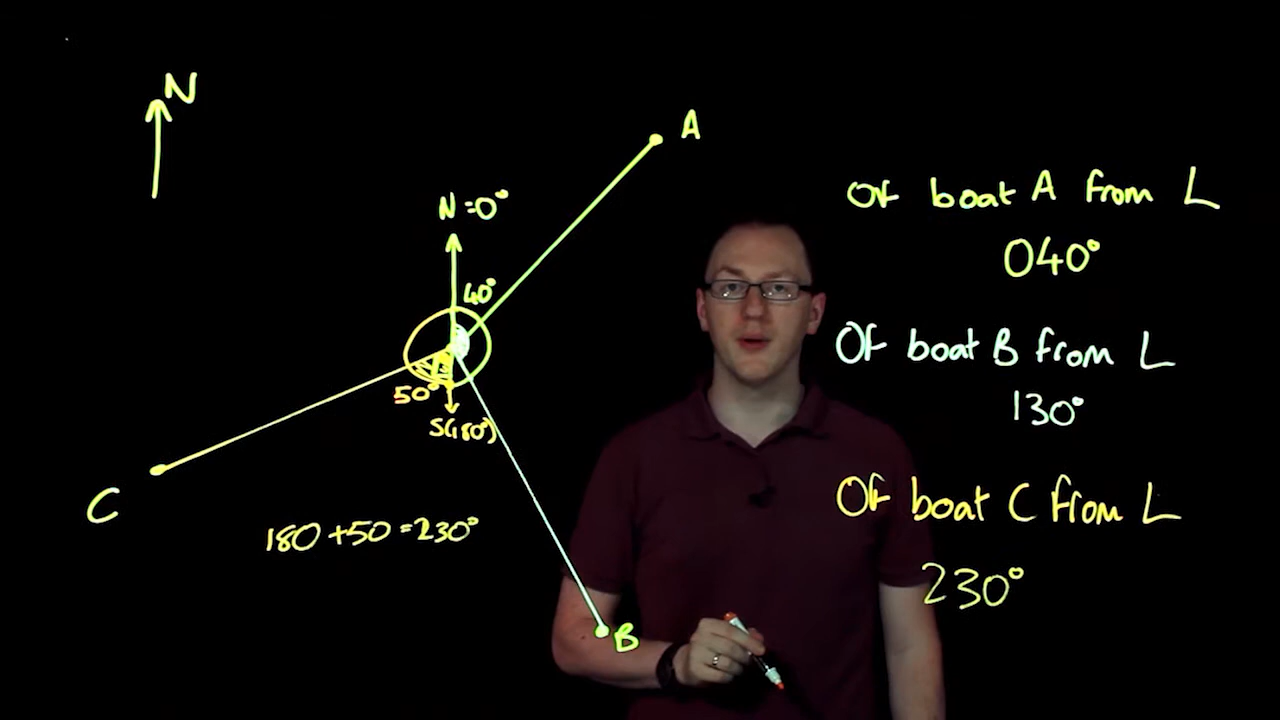 N
A
N=0°
Of boat A from L
040°
40°
Of boat B from L
130°
50°
S(180°)
C
Of boat C from L
180+50=230°
230°
B